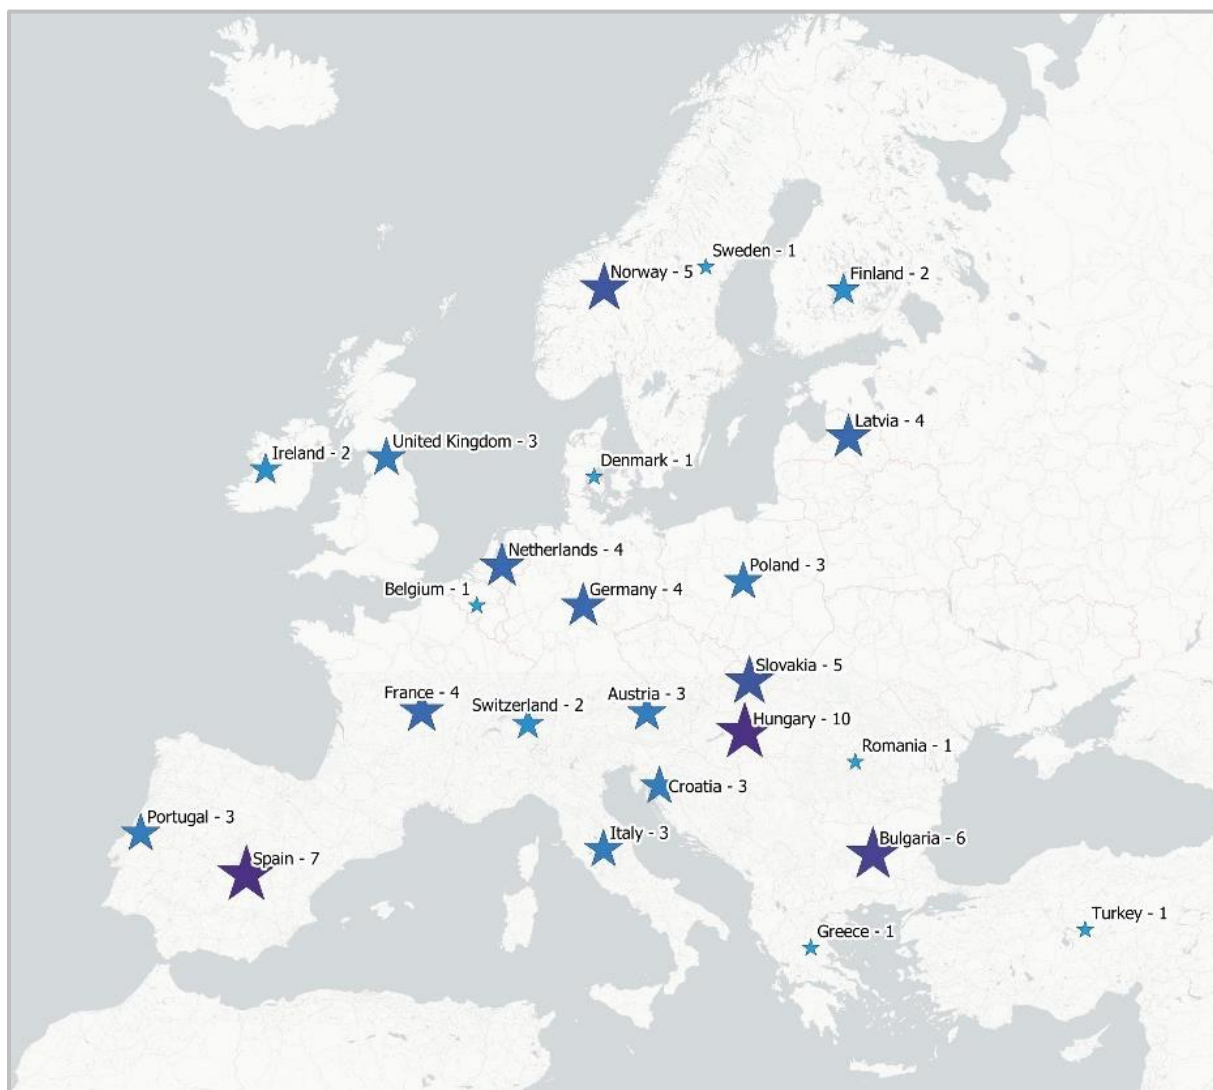 Sweden - 1
Norway - 5
Finland - 2
Latvia - 4
United Kingdom - 3
Ireland - 2
Denmark - 1
Netherlands - 4
Poland - 3
Belgium - 1
Germany - 4
Slovakia - 5
France - 4
Austria - 3
Switzerland - 2
Hungary - 10
Romania - 1
Croatia - 3
Portugal - 3
Italy - 3
Bulgaria - 6
Spain - 7
Turkey - 1
Greece - 1